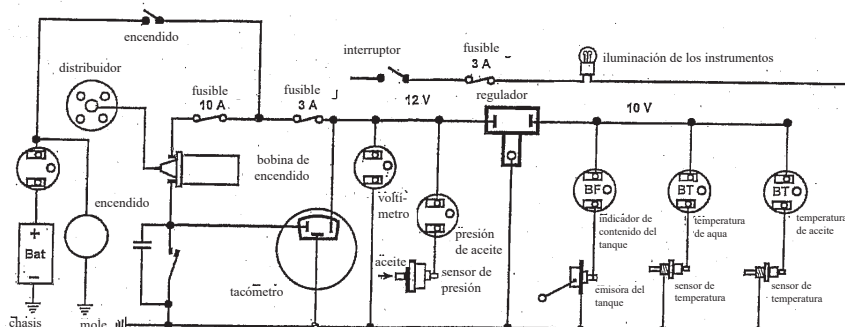 encendido
distribuidor
fusible
10 A
fusible
3 A
interruptor
fusible
3 A
12 V
regulador
iluminación de los instrumentos
10 V
bobina de
encendido
encendido
+
Bat
−
chasis
mole
tacómetro
voltí-
metro
presión
de aceite
aceite
sensor de
presión
BF
indicador de
contenido del
tanque
emisora del
tanque
BT
temperatura
de aqua
sensor de
temperatura
BT
temperatura
de aceite
sensor de
temperatura